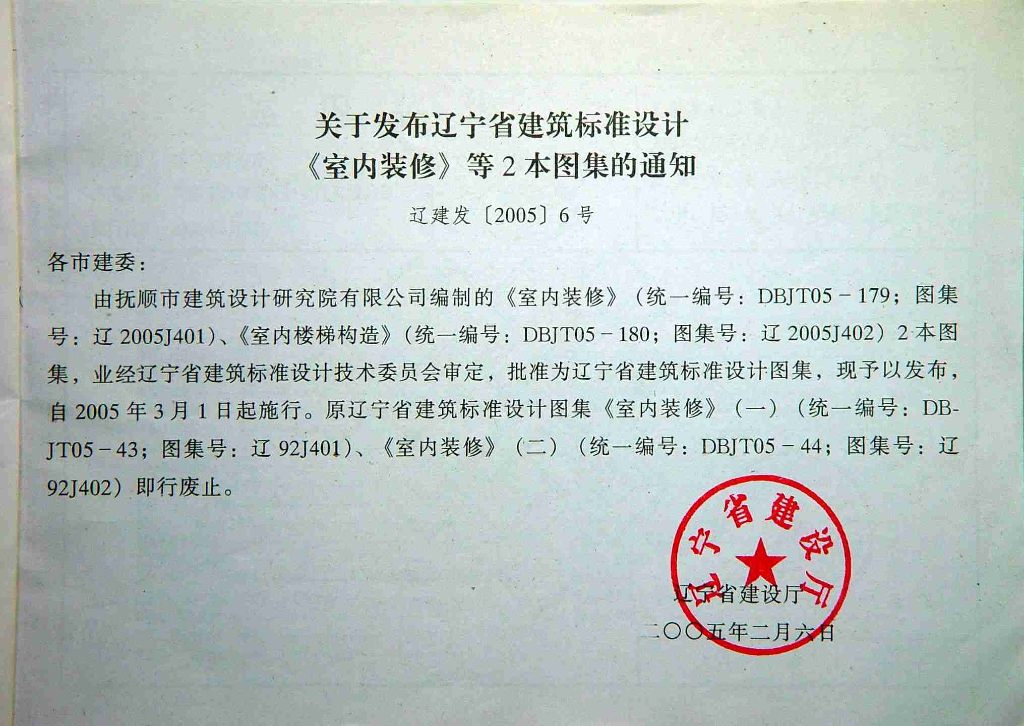 关于发布辽宁省建筑标准设计
《室内装修》等2本图集的通知
辽建发〔2005〕6号
各市建委：
由抚顺市建筑设计研究院有限公司编制的《室内装修》（统一编号：DBJT05－179；图集
号：辽2005J401）、《室内楼梯构造》（统一编号：DBJT05－180；图集号：辽2005J402）2本图
集，业经辽宁省建筑标准设计技术委员会审定，批准为辽宁省建筑标准设计图集，现予以发布，
自2005年3月1日起施行。原辽宁省建筑标准设计图集《室内装修》（一）（统一编号：DB-
JT05－43；图集号：辽92J401）、《室内装修》（二）（统一编号：DBJT05－44；图集号：辽
92J402）即行废止。
辽宁省建设厅
辽宁省建设厅
二〇〇五年二月六日